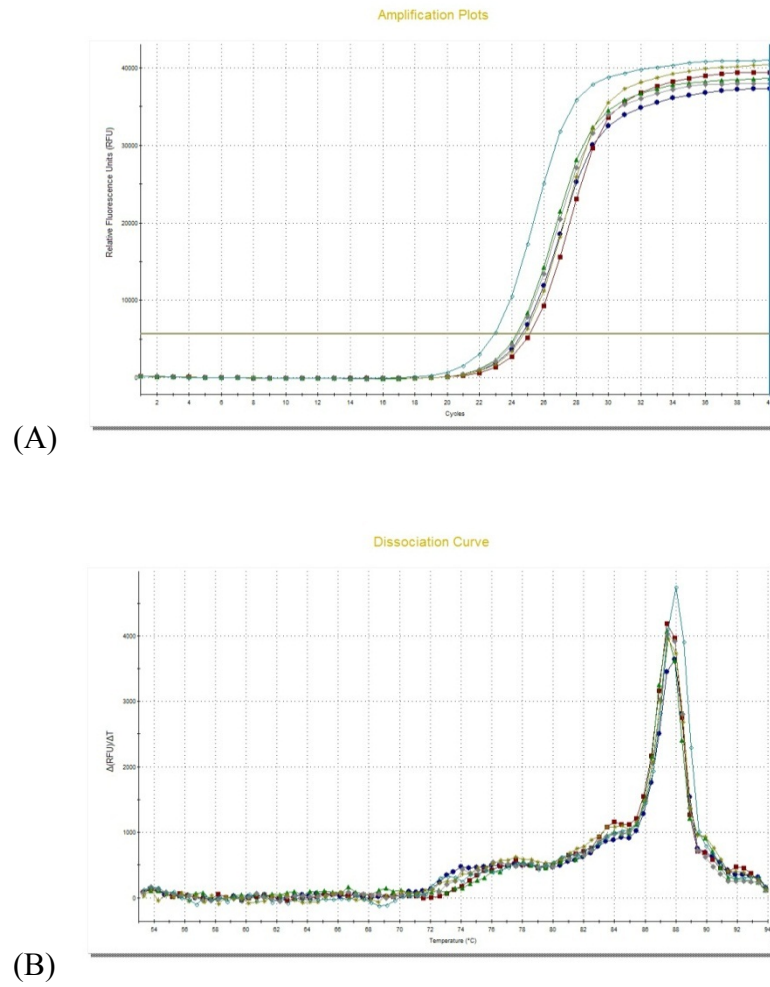 Amplification Plots
Relative Fluorescence Units (RFU)
40000
30000
20000
10000
0
2 4 6 8 10 12 14 16 18 20 22 24 26 28 30 32 34 36 38 4
Cycles
(A)
Dissociation Curve
Δ(RFU)/ΔT
4000
3000
2000
1000
0
54 56 58 60 62 64 66 68 70 72 74 76 78 80 82 84 86 88 90 92 94
Temperature (°C)
(B)